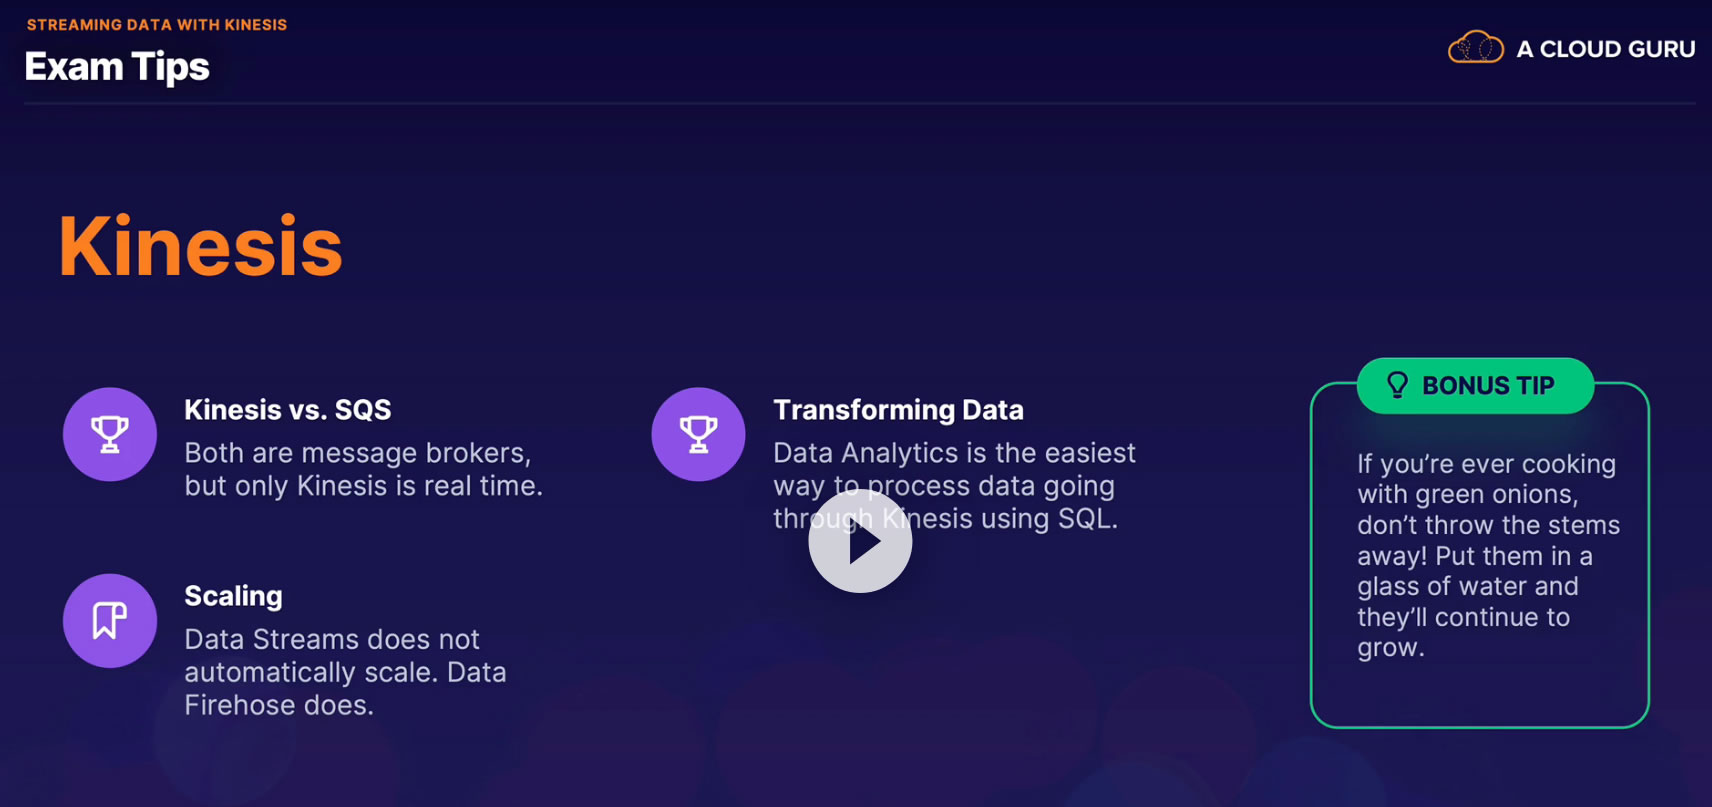 STREAMING DATA WITH KINESIS
Exam Tips
A CLOUD GURU
Kinesis
Kinesis vs. SQS
Both are message brokers,
but only Kinesis is real time.
Scaling
Data Streams does not
automatically scale. Data
Firehose does.
Transforming Data
Data Analytics is the easiest
way to process data going
through Kinesis using SQL.
BONUS TIP
If you’re ever cooking
with green onions,
don’t throw the stems
away! Put them in a
glass of water and
they’ll continue to
grow.